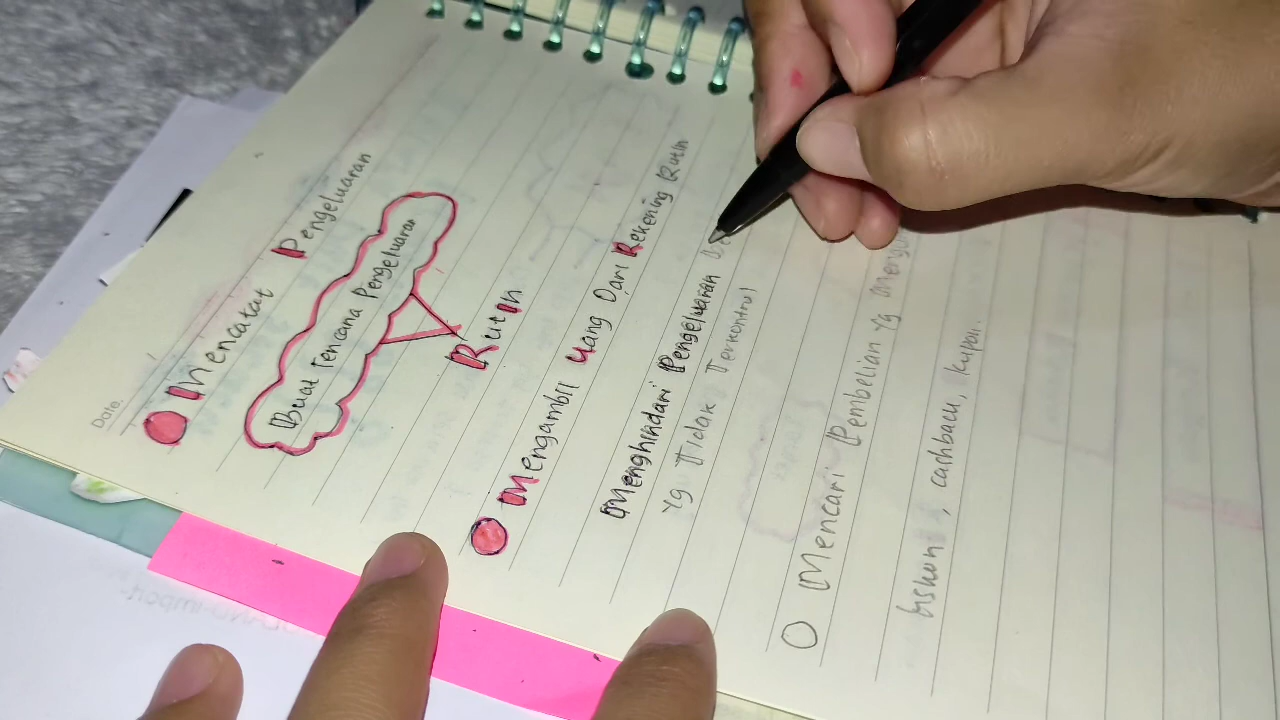 Date.
Mencatat Pengeluaran
Buat rencana Pengeluaran
Rutin
Mengambil Uang Dari Rekening Rutin
Menghindari Pengeluaran
Yg Tidak Terkontrol
Mencari Pembelian Yg
diskon, cashback, kupon.